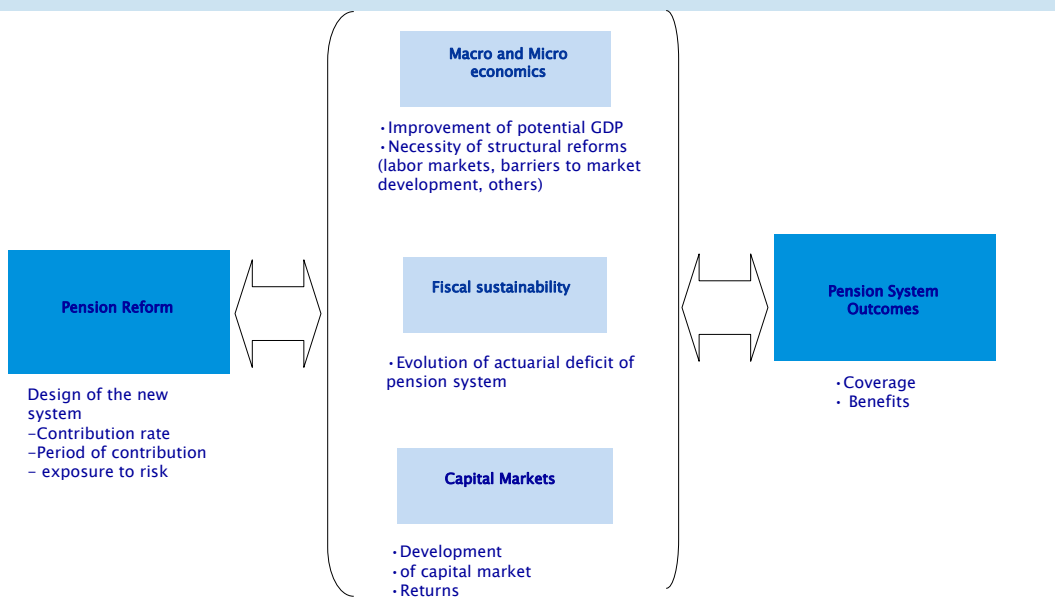 Macro and Micro
economics
•Improvement of potential GDP
•Necessity of structural reforms
(labor markets, barriers to market
development, others)
Pension Reform
Design of the new
system
-Contribution rate
-Period of contribution
- exposure to risk
Fiscal sustainability
•Evolution of actuarial deficit of
pension system
Capital Markets
•Development
•of capital market
•Returns
Pension System
Outcomes
•Coverage
• Benefits